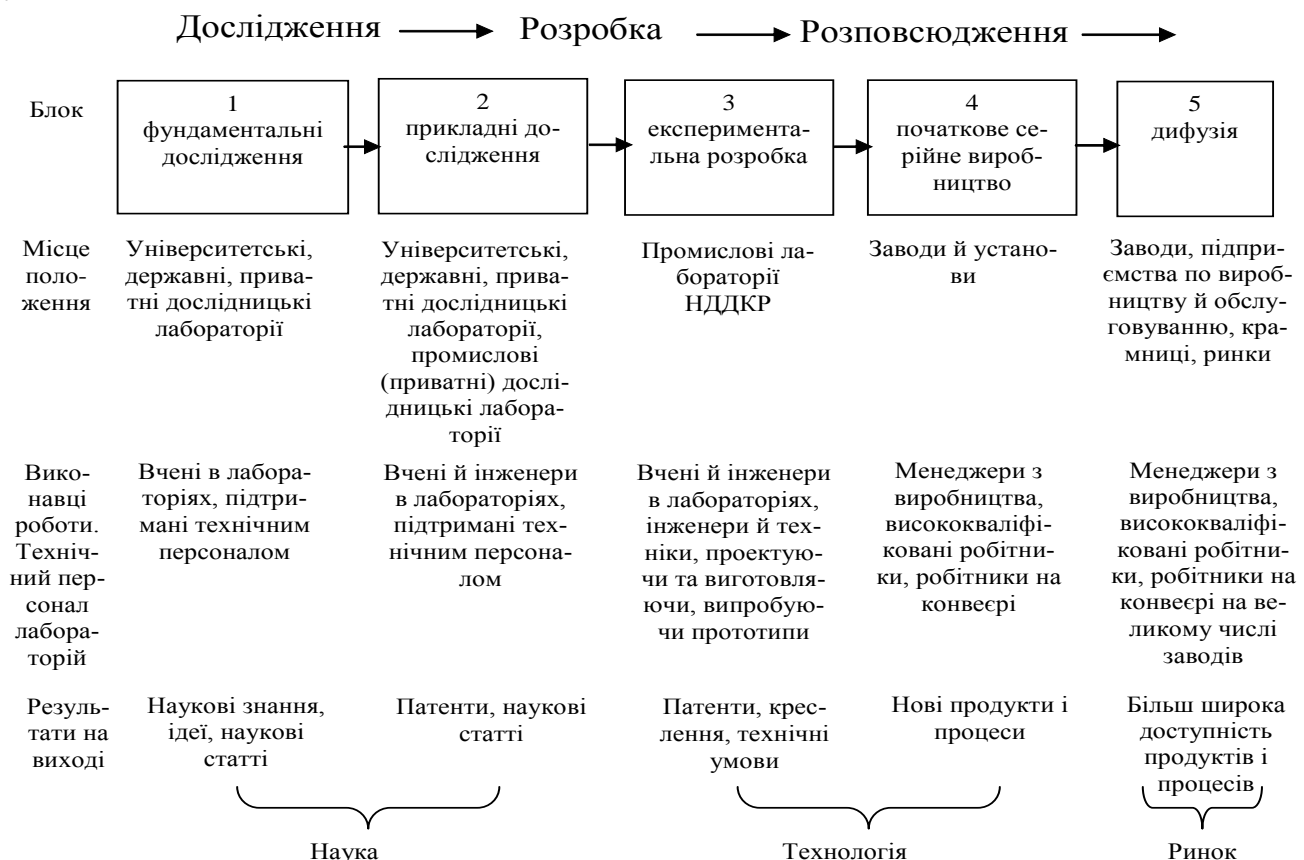 Дослідження Розробка Розповсюдження
Блок
1
фундаментальні
дослідження
2
прикладні до-
слідження
3
експеримента-
льна розробка
4
початкове се-
рійне вироб-
ництво
5
дифузія
Місце
поло-
ження
Університетські,
державні, прива-
тні дослідницькі
лабораторії
Університетські,
державні, прива-
тні дослідницькі
лабораторії,
промислові
(приватні) дослі-
дницькі лабора-
торії
Промислові ла-
бораторії
НДДКР
Заводи й устано-
ви
Заводи, підпри-
ємства по вироб-
ництву й обслу-
говуванню, кра-
мниці, ринки
Вико-
навці
роботи.
Техніч-
ний пер-
сонал
лабора-
торій
Вчені в лабора-
торіях, підтри-
мані технічним
персоналом
Вчені й інженери
в лабораторіях,
підтримані тех-
нічним персона-
лом
Вчені й інженери
в лабораторіях,
інженери й тех-
ніки, проектую-
чи та виготовля-
ючи, випробую-
чи прототипи
Менеджери з
виробництва,
висококваліфі-
ковані робітни-
ки, робітники на
конвеєрі
Менеджери з
виробництва,
висококваліфі-
ковані робітни-
ки, робітники на
конвеєрі на ве-
ликому числі
заводів
Резуль-
тати на
виході
Наукові знання,
ідеї, наукові
статті
Патенти, наукові
статті
Патенти, крес-
лення, технічні
умови
Нові продукти і
процеси
Більш широка
доступність
продуктів і
процесів
Наука
Технологія
Ринок